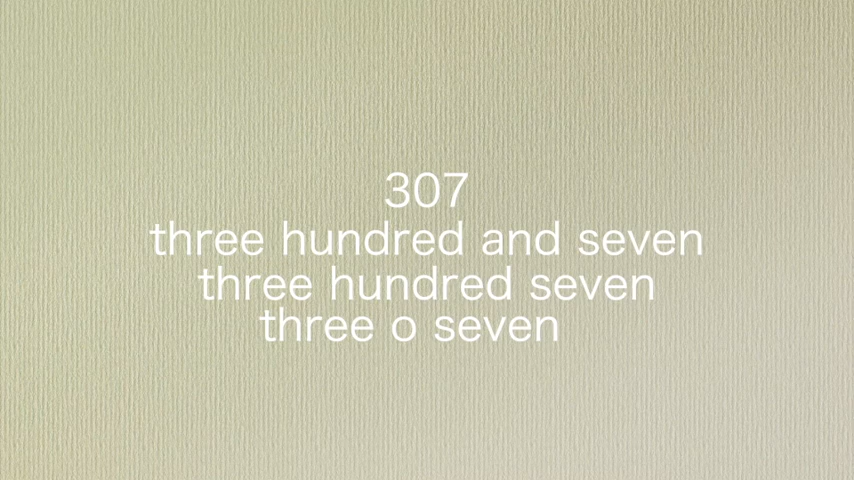 307
three hundred and seven
three hundred seven
three o seven